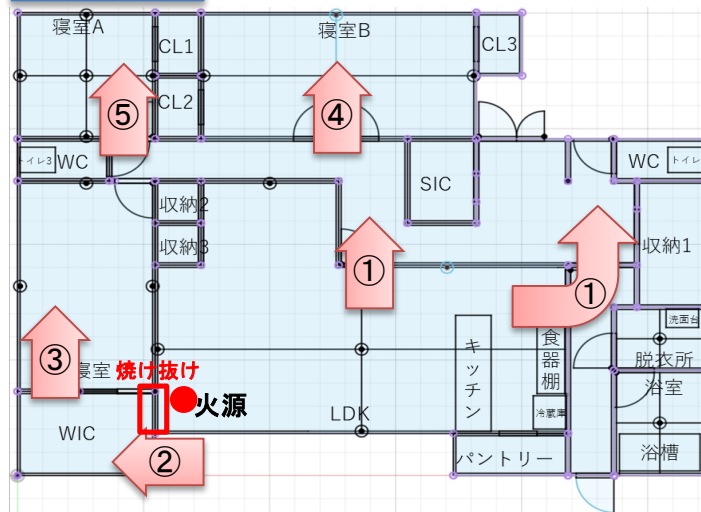 寝室A
CL1
寝室B
CL3
CL2
⑤
④
トイレ3
WC
SIC
WC
トイレ
収納2
収納3
収納1
①
①
洗面台
③
寝室
焼け抜け
火源
キッチン
食器棚
脱衣所
浴室
冷蔵庫
LDK
WIC
②
パントリー
浴槽